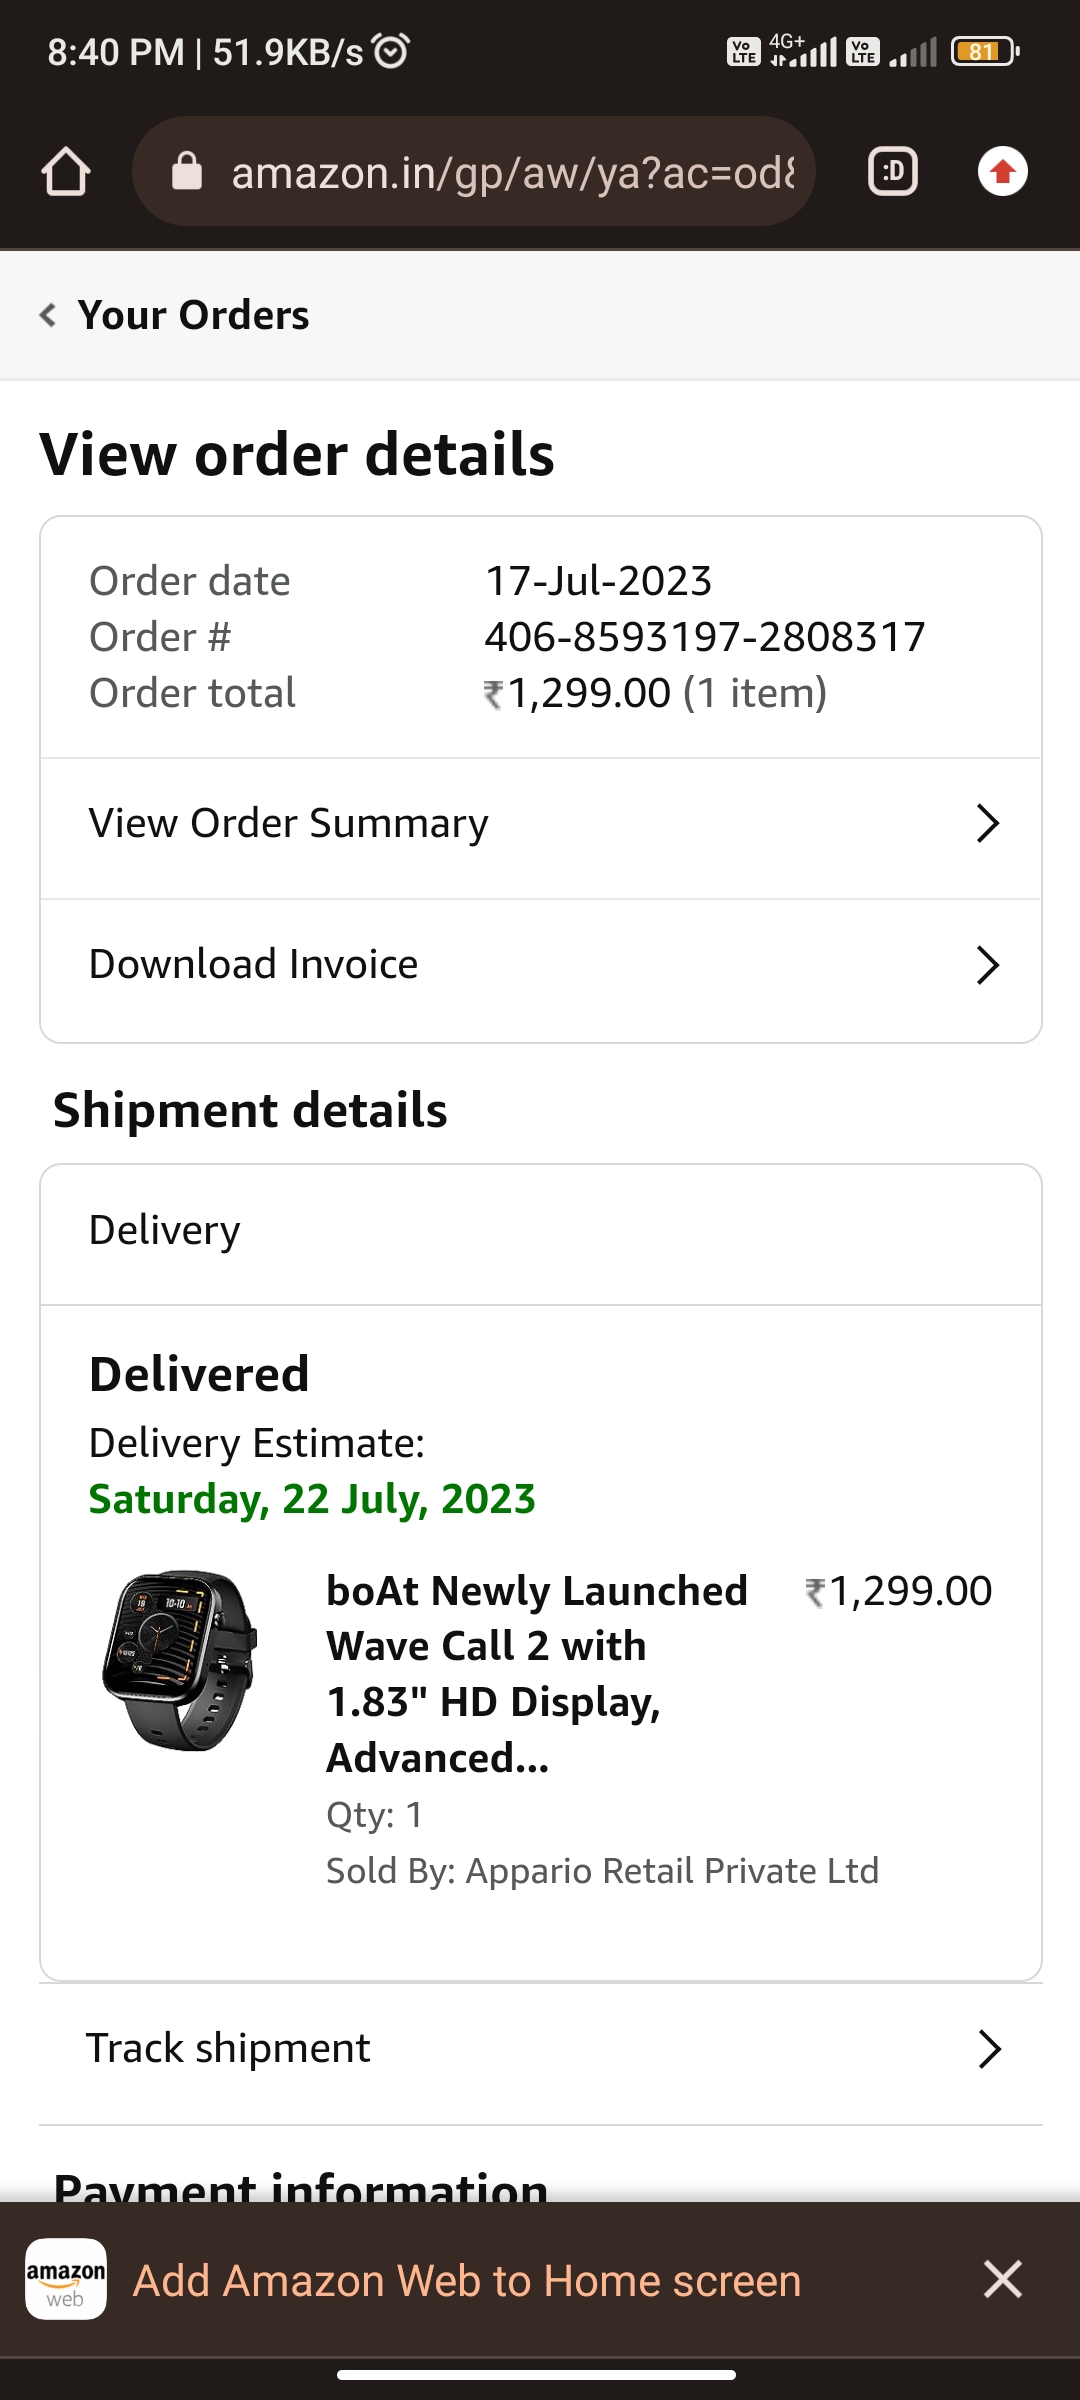 8:40 PM | 51.9KB/s
Vo LTE 4G+ Vo LTE 81
amazon.in/gp/aw/ya?ac=od&
:D
Your Orders
View order details
Order date 17-Jul-2023
Order # 406-8593197-2808317
Order total ₹1,299.00 (1 item)
View Order Summary
Download Invoice
Shipment details
Delivery
Delivered
Delivery Estimate:
Saturday, 22 July, 2023
boAt Newly Launched ₹1,299.00
Wave Call 2 with
1.83" HD Display,
Advanced...
Qty: 1
Sold By: Appario Retail Private Ltd
Track shipment
Payment information
amazon
web
Add Amazon Web to Home screen